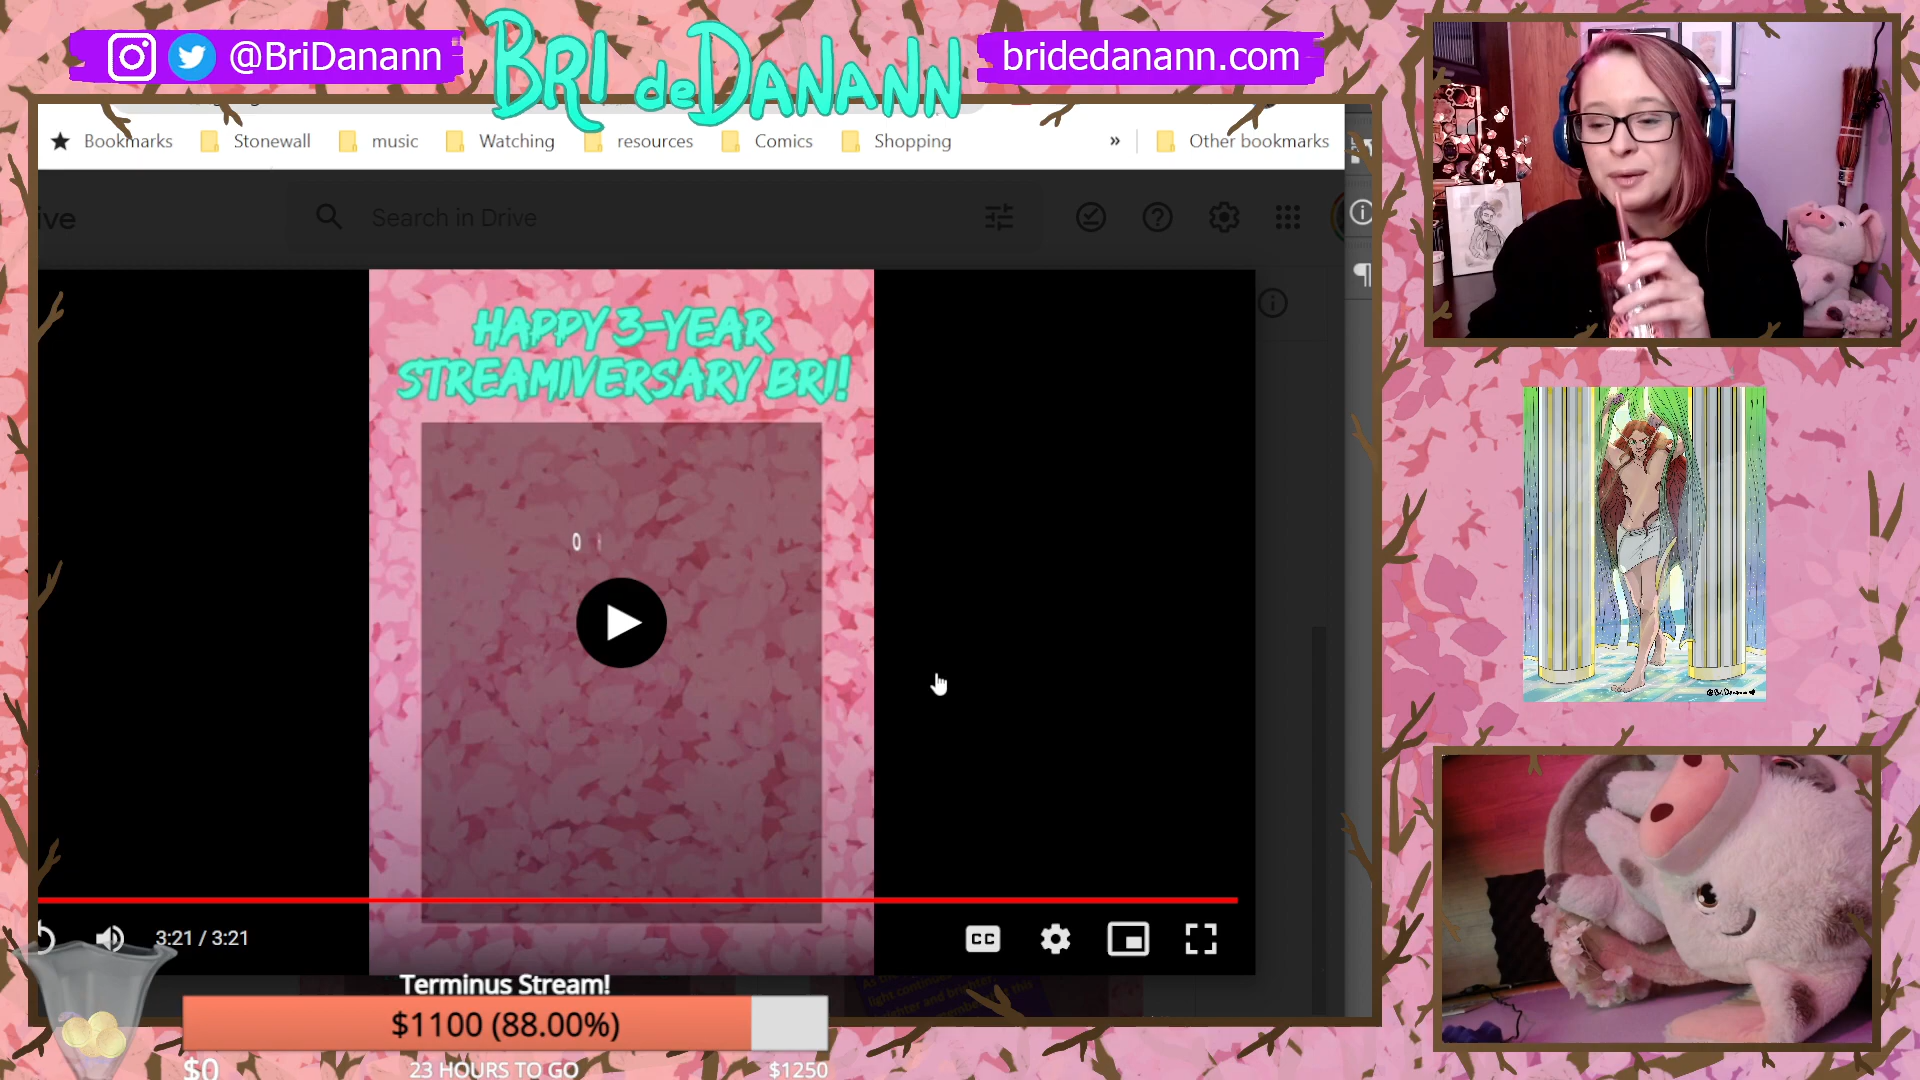 @BriDanann
BRI deDANANN
bridedanann.com
Bookmarks
Stonewall
music
Watching
resources
Comics
Shopping
»
Other bookmarks
ive
Search in Drive
HAPPY 3-YEAR
STREAMIVERSARY BRI!
0
3:21 / 3:21
CC
Terminus Stream!
$1100 (88.00%)
$0
23 HOURS TO GO
$1250